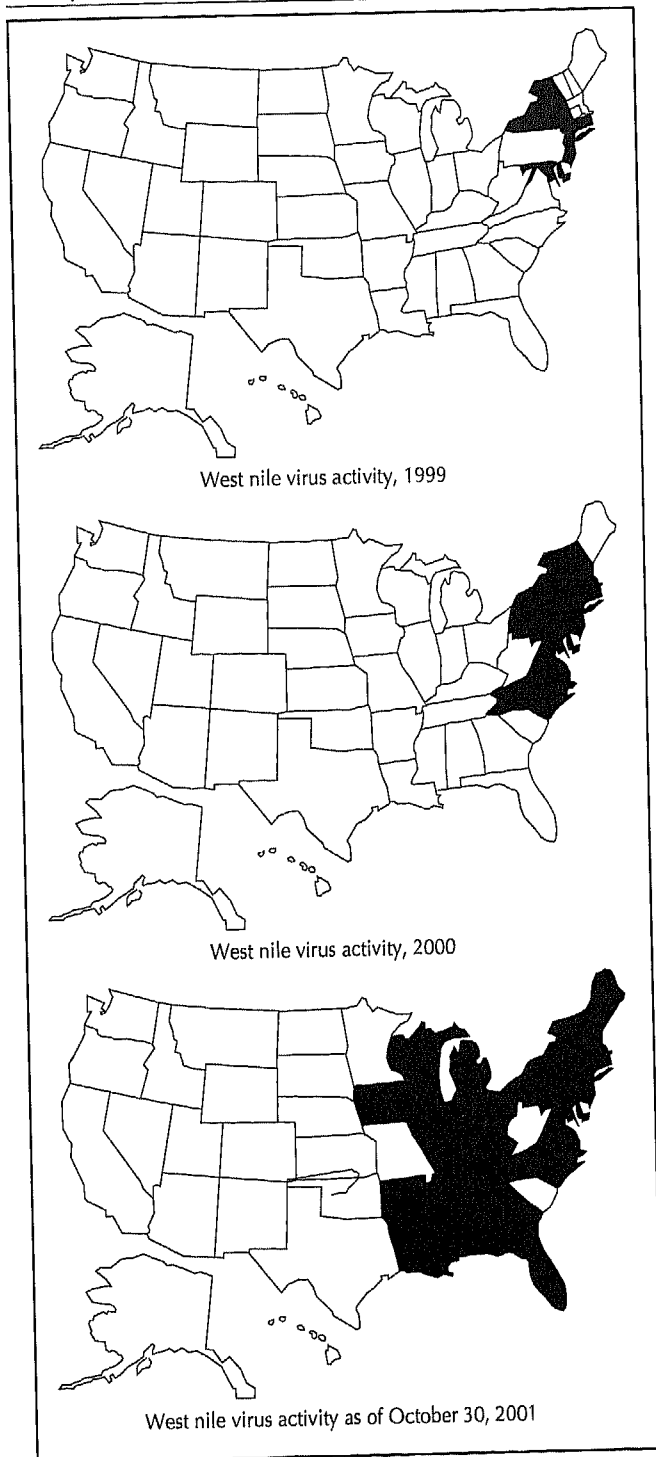 West nile virus activity, 1999
West nile virus activity, 2000
West nile virus activity as of October 30, 2001